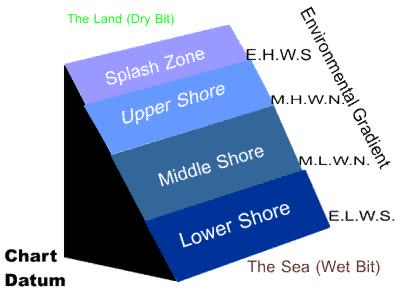 The Land (Dry Bit)
Environmental Gradient
Splash Zone
E.H.W.S
Upper Shore
M.H.W.N.
Middle Shore
M.L.W.N.
Lower Shore
E.L.W.S.
Chart
Datum
The Sea (Wet Bit)